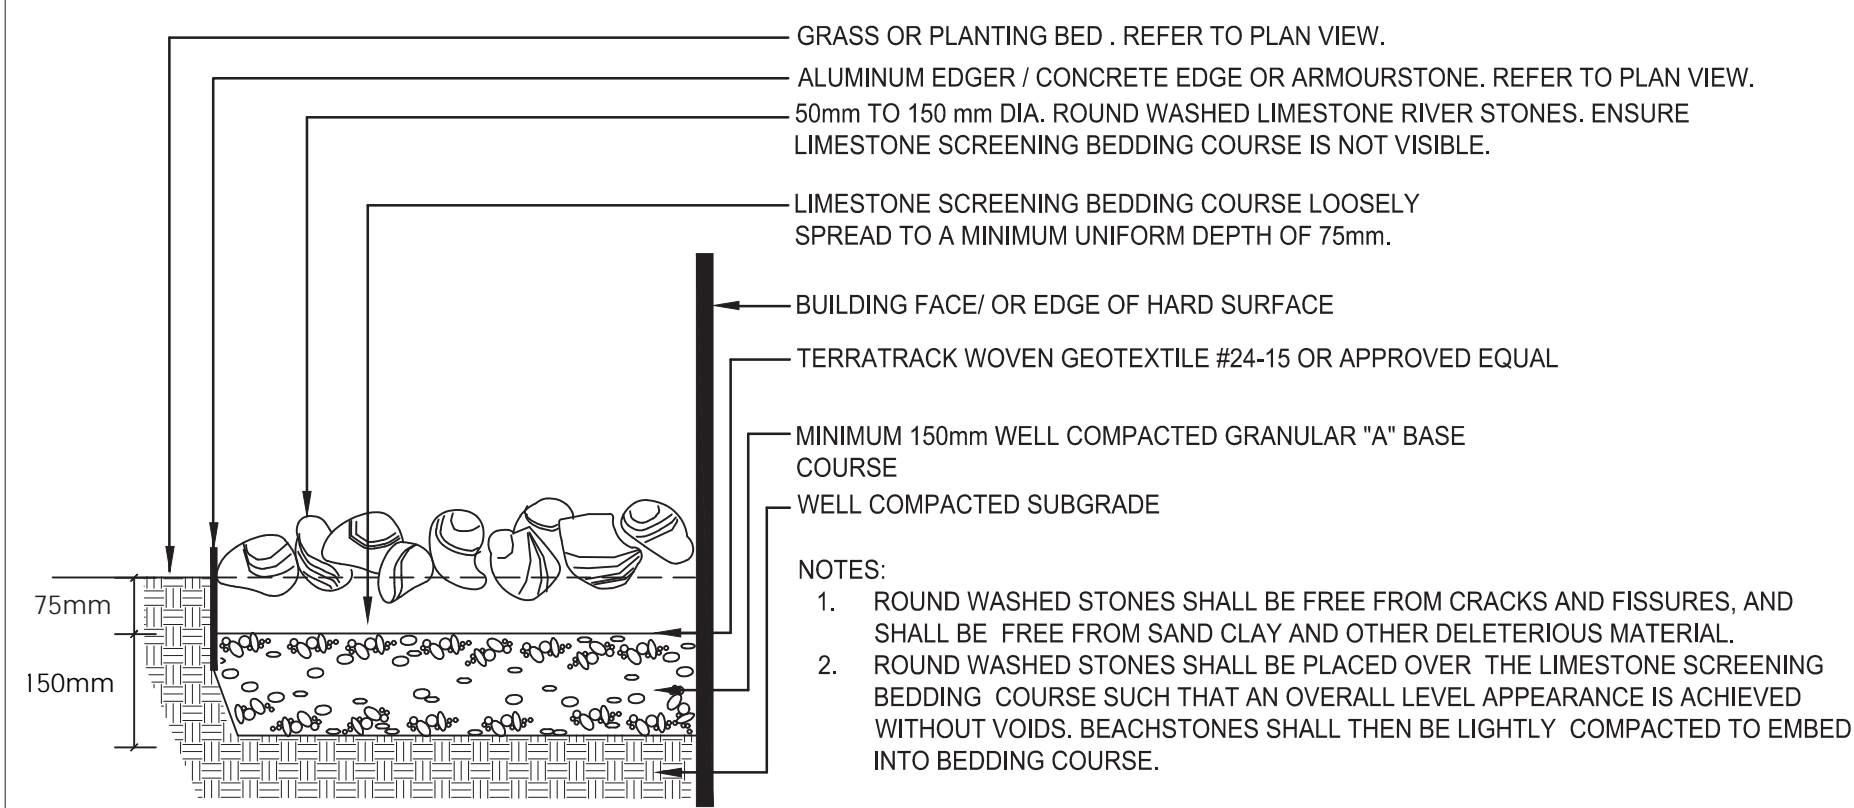 GRASS OR PLANTING BED . REFER TO PLAN VIEW.
ALUMINUM EDGER / CONCRETE EDGE OR ARMOURSTONE. REFER TO PLAN VIEW.
50mm TO 150 mm DIA. ROUND WASHED LIMESTONE RIVER STONES. ENSURE
LIMESTONE SCREENING BEDDING COURSE IS NOT VISIBLE.
LIMESTONE SCREENING BEDDING COURSE LOOSELY
SPREAD TO A MINIMUM UNIFORM DEPTH OF 75mm.
BUILDING FACE/ OR EDGE OF HARD SURFACE
TERRATRACK WOVEN GEOTEXTILE #24-15 OR APPROVED EQUAL
MINIMUM 150mm WELL COMPACTED GRANULAR "A" BASE
COURSE
WELL COMPACTED SUBGRADE
75mm
150mm
NOTES:
1. ROUND WASHED STONES SHALL BE FREE FROM CRACKS AND FISSURES, AND
SHALL BE FREE FROM SAND CLAY AND OTHER DELETERIOUS MATERIAL.
2. ROUND WASHED STONES SHALL BE PLACED OVER THE LIMESTONE SCREENING
BEDDING COURSE SUCH THAT AN OVERALL LEVEL APPEARANCE IS ACHIEVED
WITHOUT VOIDS. BEACHSTONES SHALL THEN BE LIGHTLY COMPACTED TO EMBED
INTO BEDDING COURSE.